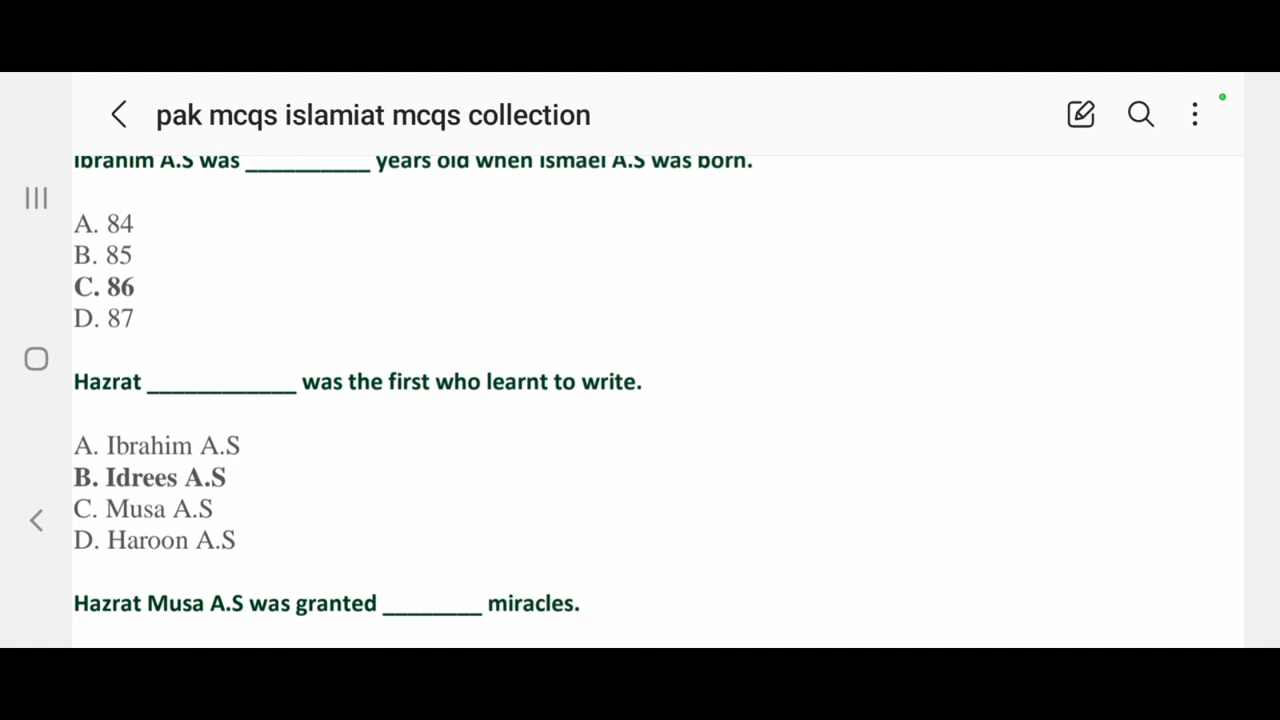 pak mcqs islamiat mcqs collection
Ibrahim A.S was __________ years old when Ismael A.S was born.
A. 84
B. 85
C. 86
D. 87
Hazrat ____________ was the first who learnt to write.
A. Ibrahim A.S
B. Idrees A.S
C. Musa A.S
D. Haroon A.S
Hazrat Musa A.S was granted ________ miracles.